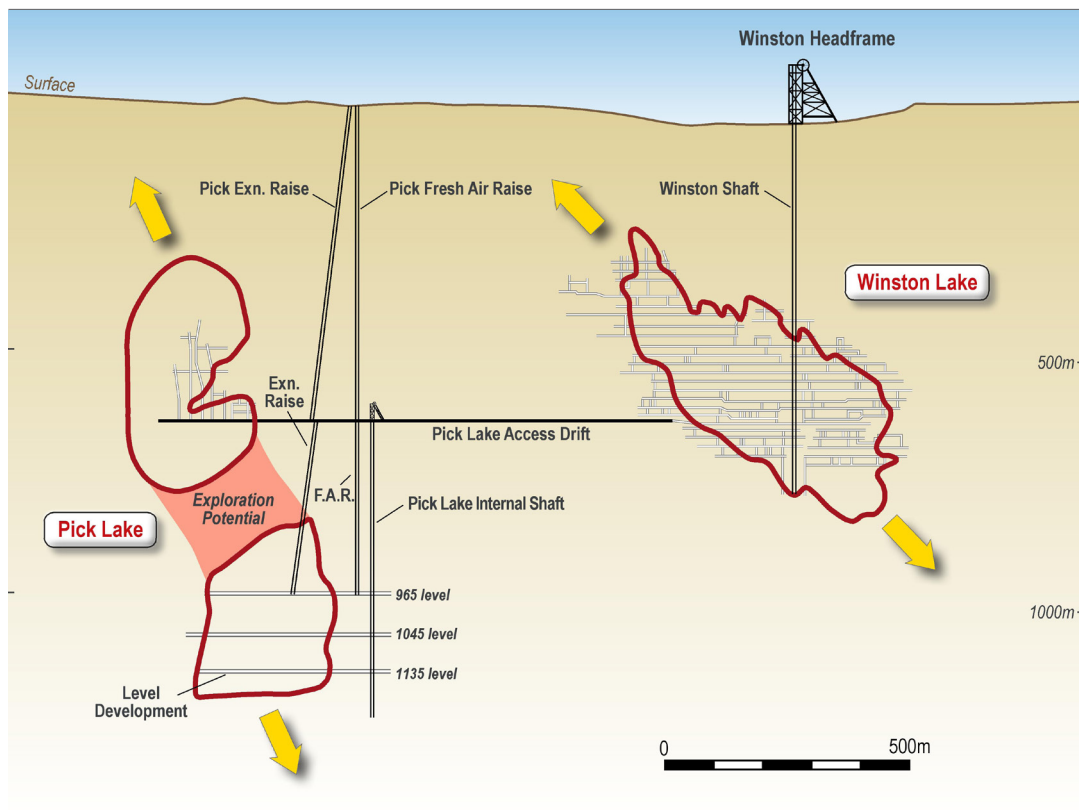 Winston Headframe
Surface
Pick Exn. Raise
Pick Fresh Air Raise
Winston Shaft
Winston Lake
500m
Exn.
Raise
Pick Lake Access Drift
Exploration
Potential
F.A.R.
Pick Lake Internal Shaft
Pick Lake
965 level
1000m
1045 level
1135 level
Level
Development
0
500m